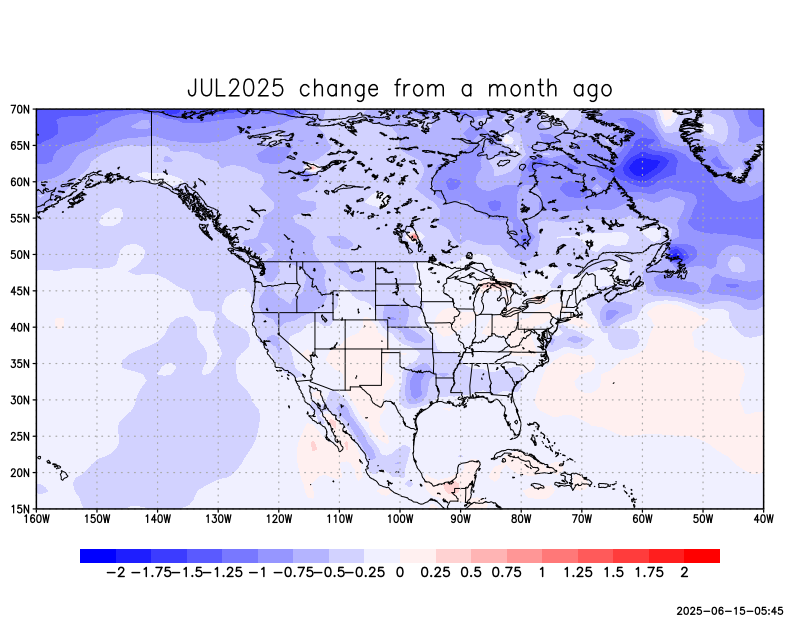 JUL2025 change from a month ago
70N
65N
60N
55N
50N
45N
40N
35N
30N
25N
20N
15N
160W 150W 140W 130W 120W 110W 100W 90W 80W 70W 60W 50W 40W
−2 −1.75 −1.5 −1.25 −1 −0.75 −0.5 −0.25 0 0.25 0.5 0.75 1 1.25 1.5 1.75 2
2025-06-15-05:45